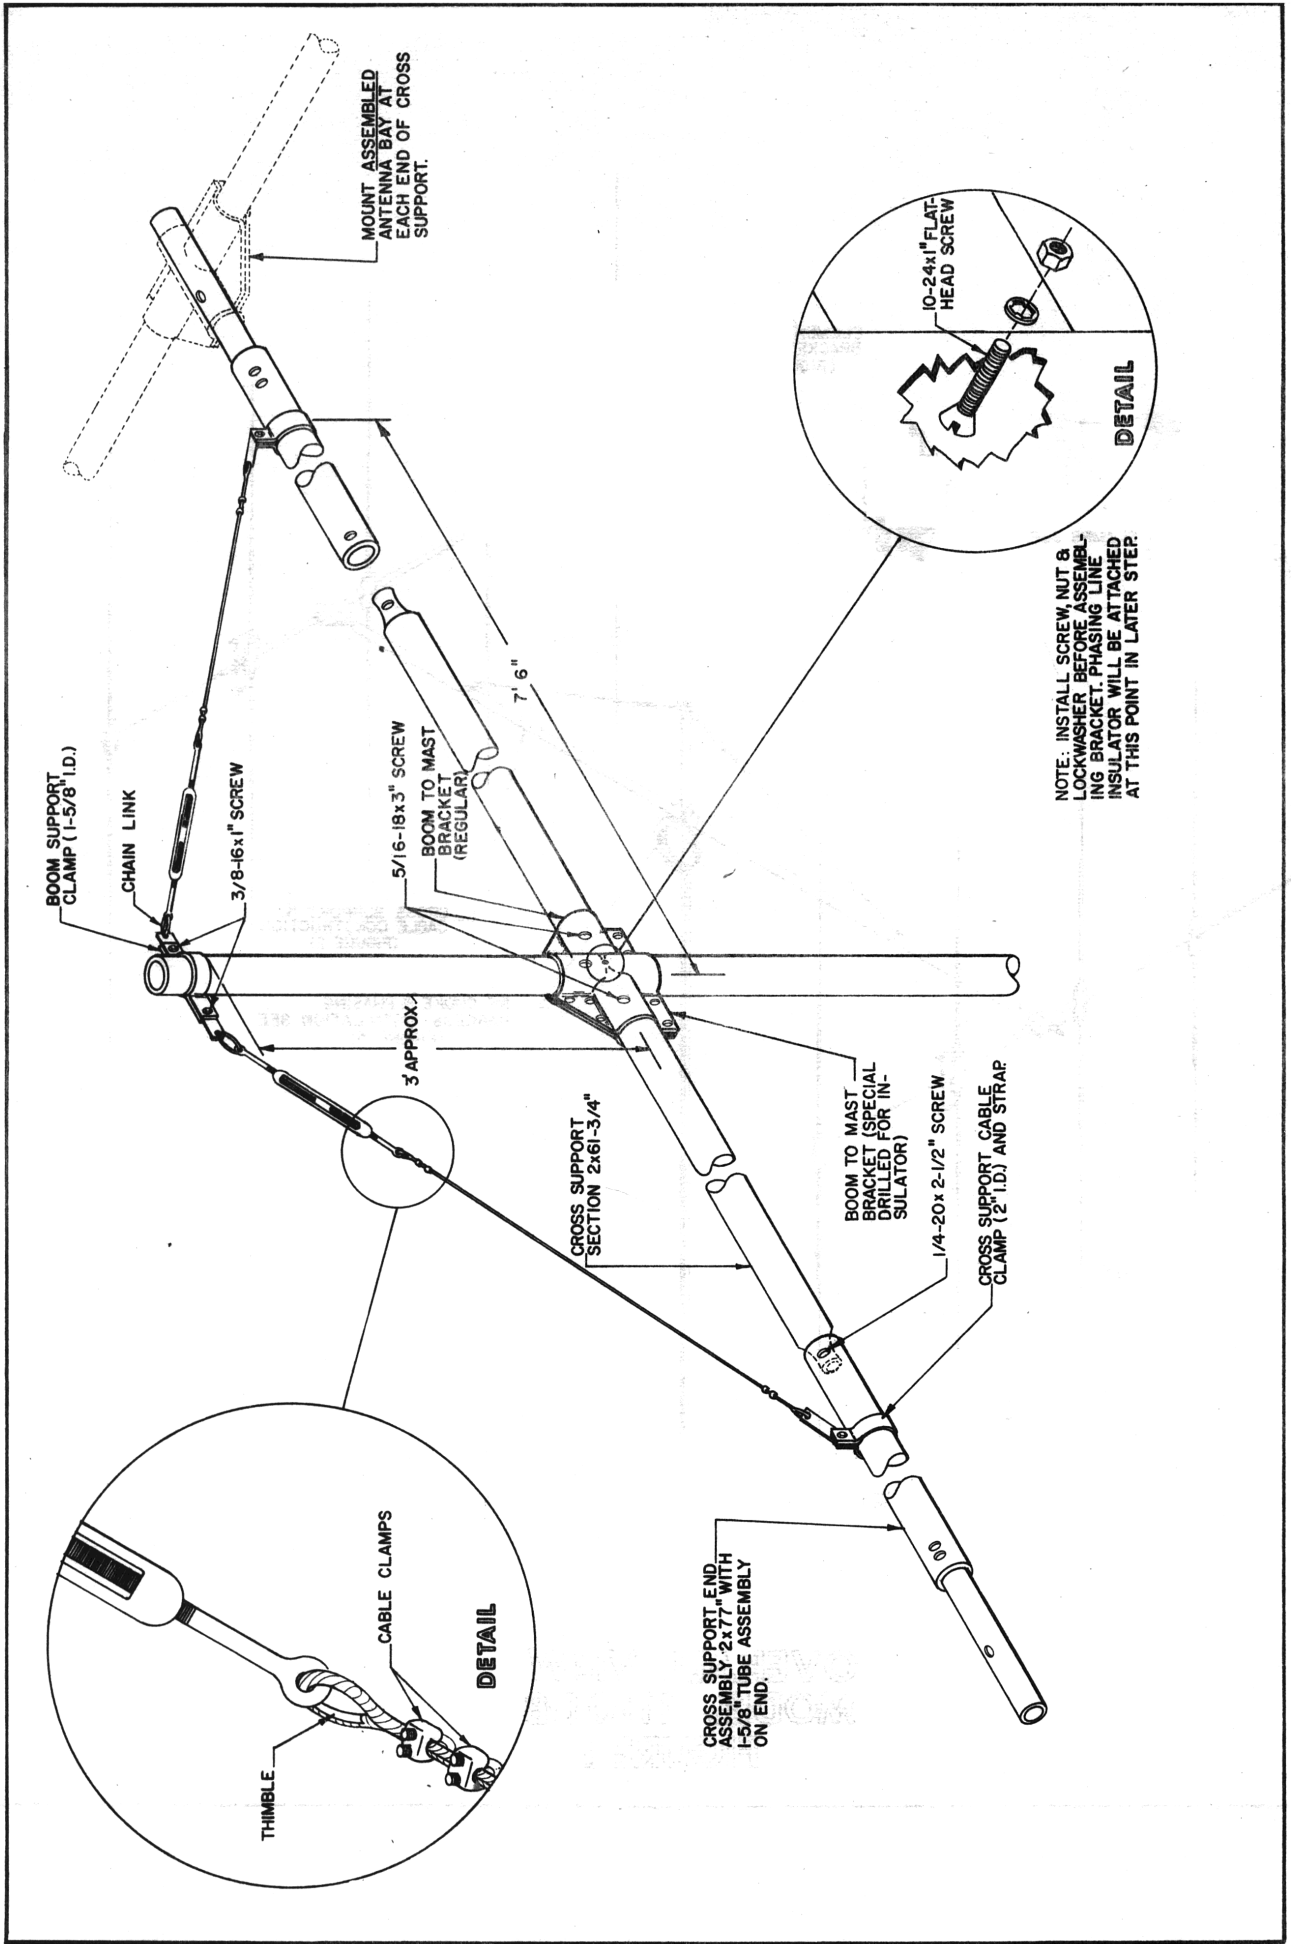 MOUNT ASSEMBLED
ANTENNA BAY AT
EACH END OF CROSS
SUPPORT.
BOOM SUPPORT
CLAMP (1-5/8" I.D.)
CHAIN LINK
3/8-16x1" SCREW
5/16-18x3" SCREW
BOOM TO MAST
BRACKET
(REGULAR)
7' 6"
3' APPROX.
10-24x1" FLAT-
HEAD SCREW
DETAIL
NOTE: INSTALL SCREW, NUT &
LOCKWASHER BEFORE ASSEMBL-
ING BRACKET. PHASING LINE
INSULATOR WILL BE ATTACHED
AT THIS POINT IN LATER STEP.
CROSS SUPPORT
SECTION 2x61-3/4"
BOOM TO MAST
BRACKET (SPECIAL
DRILLED FOR IN-
SULATOR)
1/4-20x 2-1/2" SCREW
CROSS SUPPORT CABLE
CLAMP (2" I.D.) AND STRAP.
THIMBLE
CABLE CLAMPS
DETAIL
CROSS SUPPORT END
ASSEMBLY 2x77" WITH
1-5/8" TUBE ASSEMBLY
ON END.